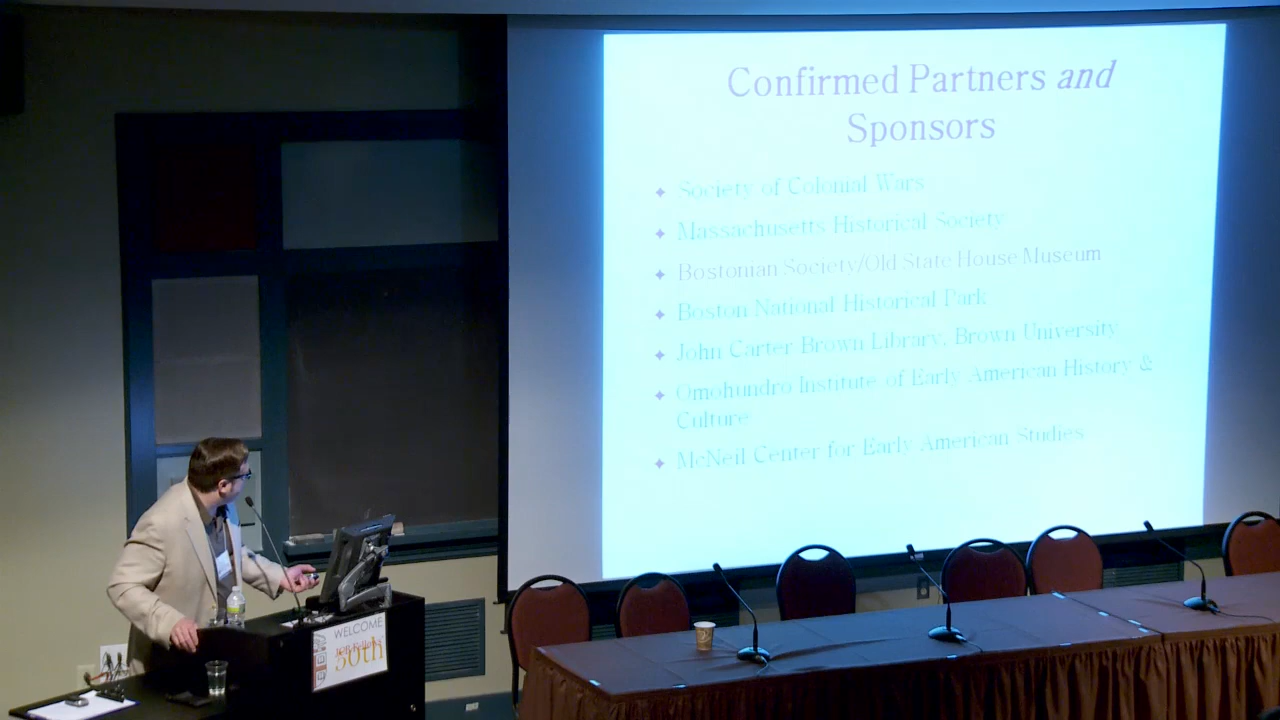 Confirmed Partners and
Sponsors
Society of Colonial Wars
Massachusetts Historical Society
Bostonian Society/Old State House Museum
Boston National Historical Park
John Carter Brown Library, Brown University
Omohundro Institute of Early American History &
Culture
McNeil Center for Early American Studies
WELCOME
JCB Fellows
50th